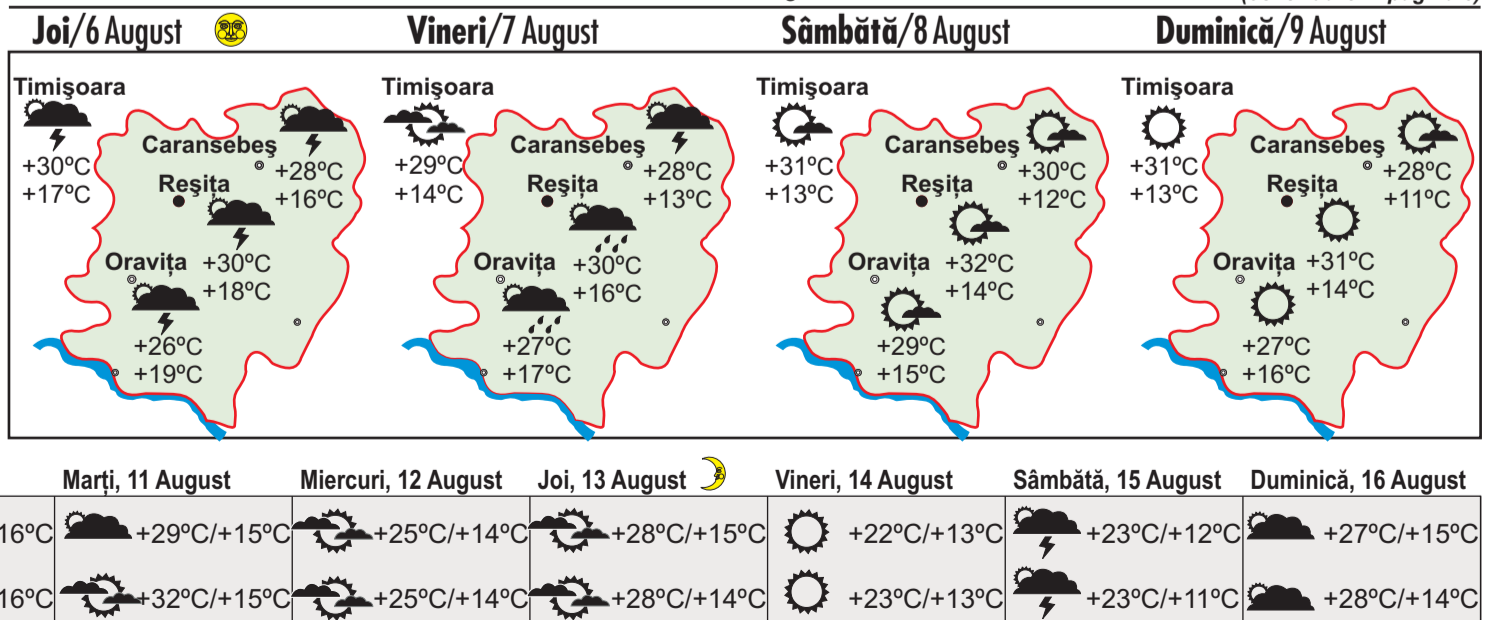 Joi/6 August
Vineri/7 August
Sâmbătă/8 August
Duminică/9 August
Timişoara
+30ºC
+17ºC
Caransebeş
+28ºC
+16ºC
Reşiţa
+30ºC
+18ºC
Oraviţa
+26ºC
+19ºC
Timişoara
+29ºC
+14ºC
Caransebeş
+28ºC
+13ºC
Reşiţa
+30ºC
+16ºC
Oraviţa
+27ºC
+17ºC
Timişoara
+31ºC
+13ºC
Caransebeş
+30ºC
+12ºC
Reşiţa
+32ºC
+14ºC
Oraviţa
+29ºC
+15ºC
Timişoara
+31ºC
+13ºC
Caransebeş
+28ºC
+11ºC
Reşiţa
+31ºC
+14ºC
Oraviţa
+27ºC
+16ºC
Marţi, 11 August Miercuri, 12 August Joi, 13 August Vineri, 14 August Sâmbătă, 15 August Duminică, 16 August
16ºC +29ºC/+15ºC +25ºC/+14ºC +28ºC/+15ºC +22ºC/+13ºC +23ºC/+12ºC +27ºC/+15ºC
16ºC +32ºC/+15ºC +25ºC/+14ºC +28ºC/+14ºC +23ºC/+13ºC +23ºC/+11ºC +28ºC/+14ºC